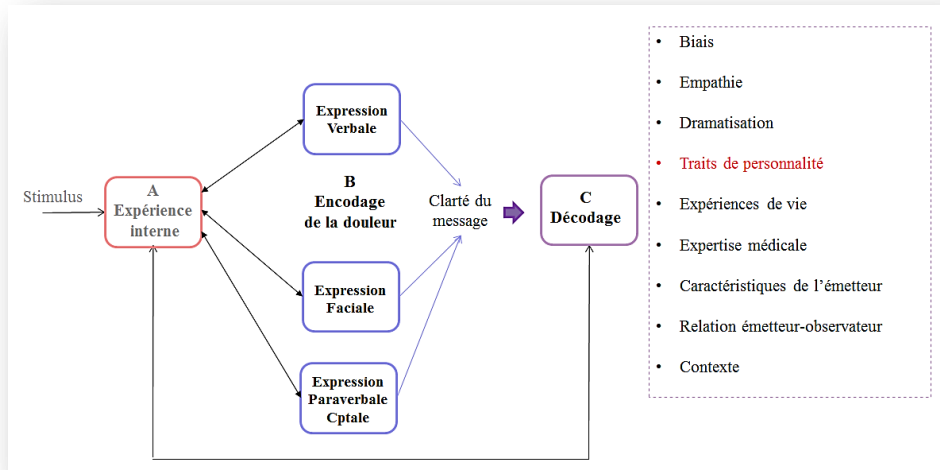 Stimulus
A
Expérience
interne
Expression
Verbale
B
Encodage
de la douleur
Expression
Faciale
Expression
Paraverbale
Cptale
Clarté du
message
C
Décodage
• Biais
• Empathie
• Dramatisation
• Traits de personnalité
• Expériences de vie
• Expertise médicale
• Caractéristiques de l’émetteur
• Relation émetteur-observateur
• Contexte